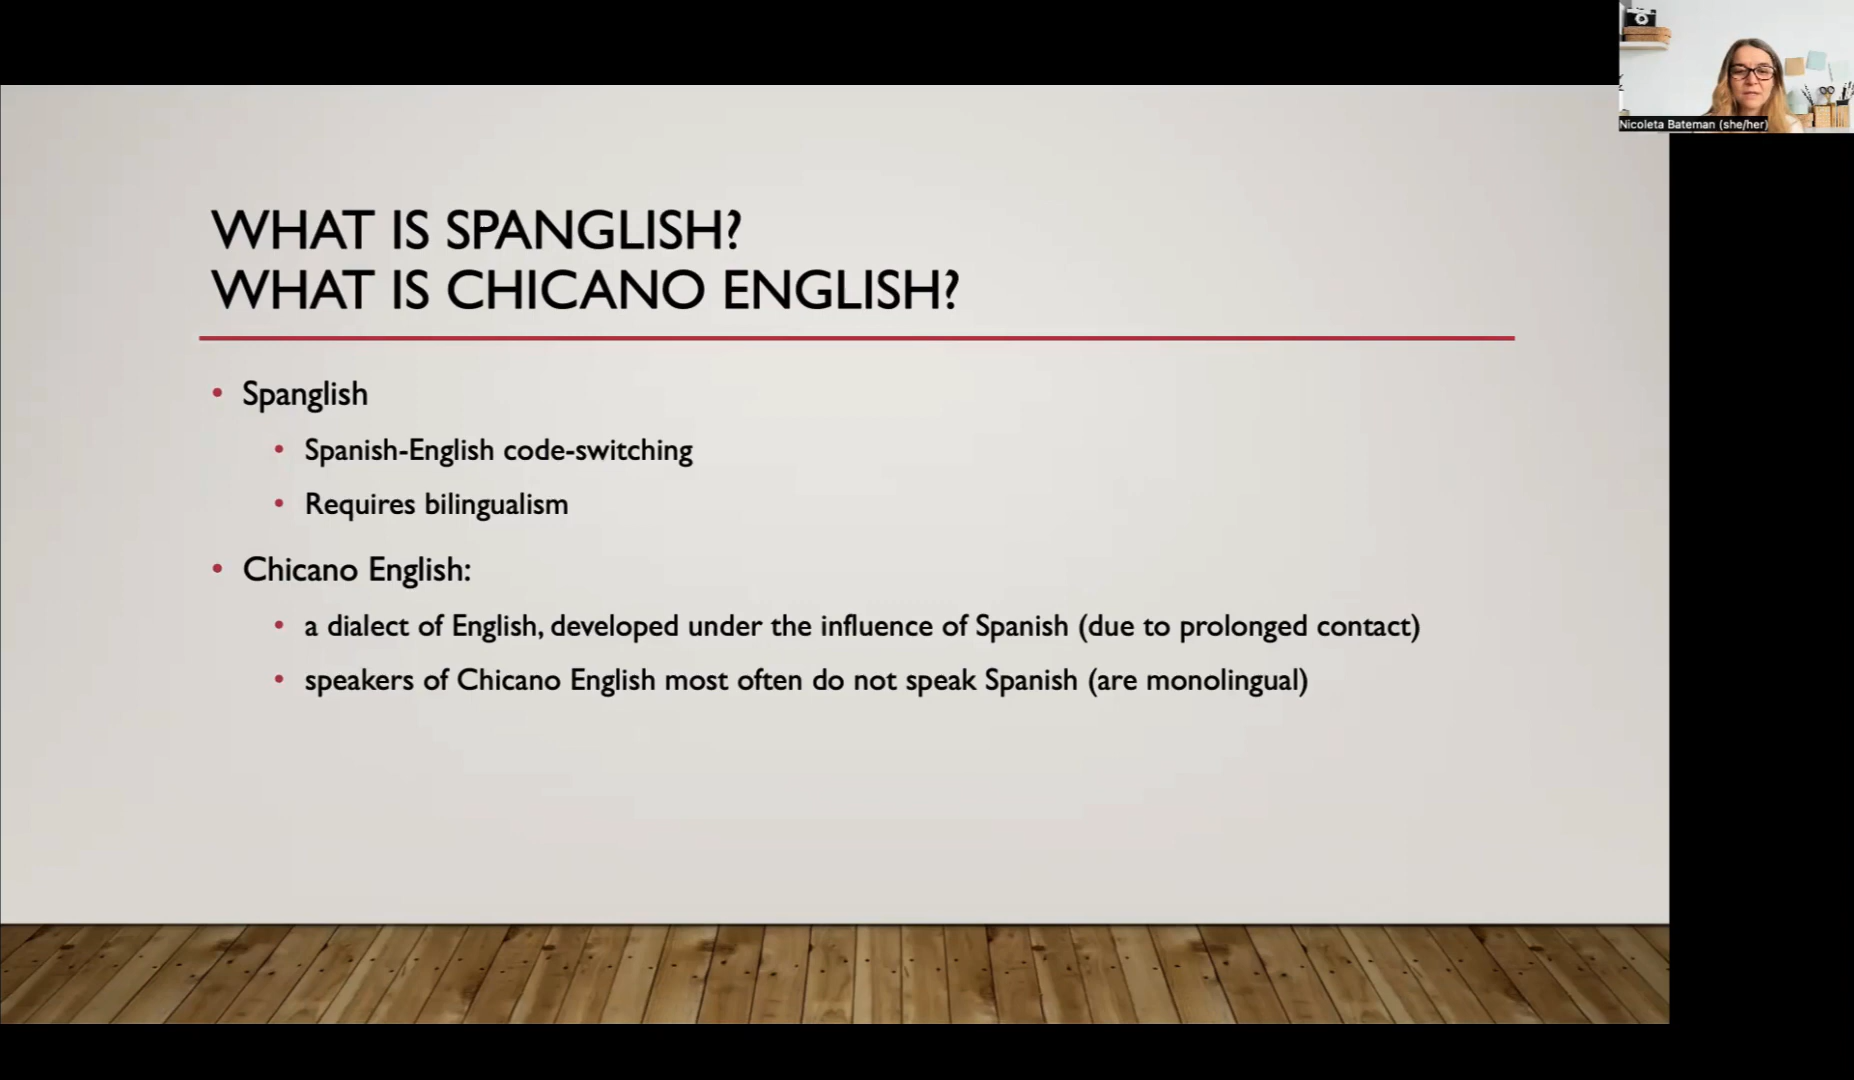 WHAT IS SPANGLISH?
WHAT IS CHICANO ENGLISH?
• Spanglish
• Spanish-English code-switching
• Requires bilingualism
• Chicano English:
• a dialect of English, developed under the influence of Spanish (due to prolonged contact)
• speakers of Chicano English most often do not speak Spanish (are monolingual)
Nicoleta Bateman (she/her)